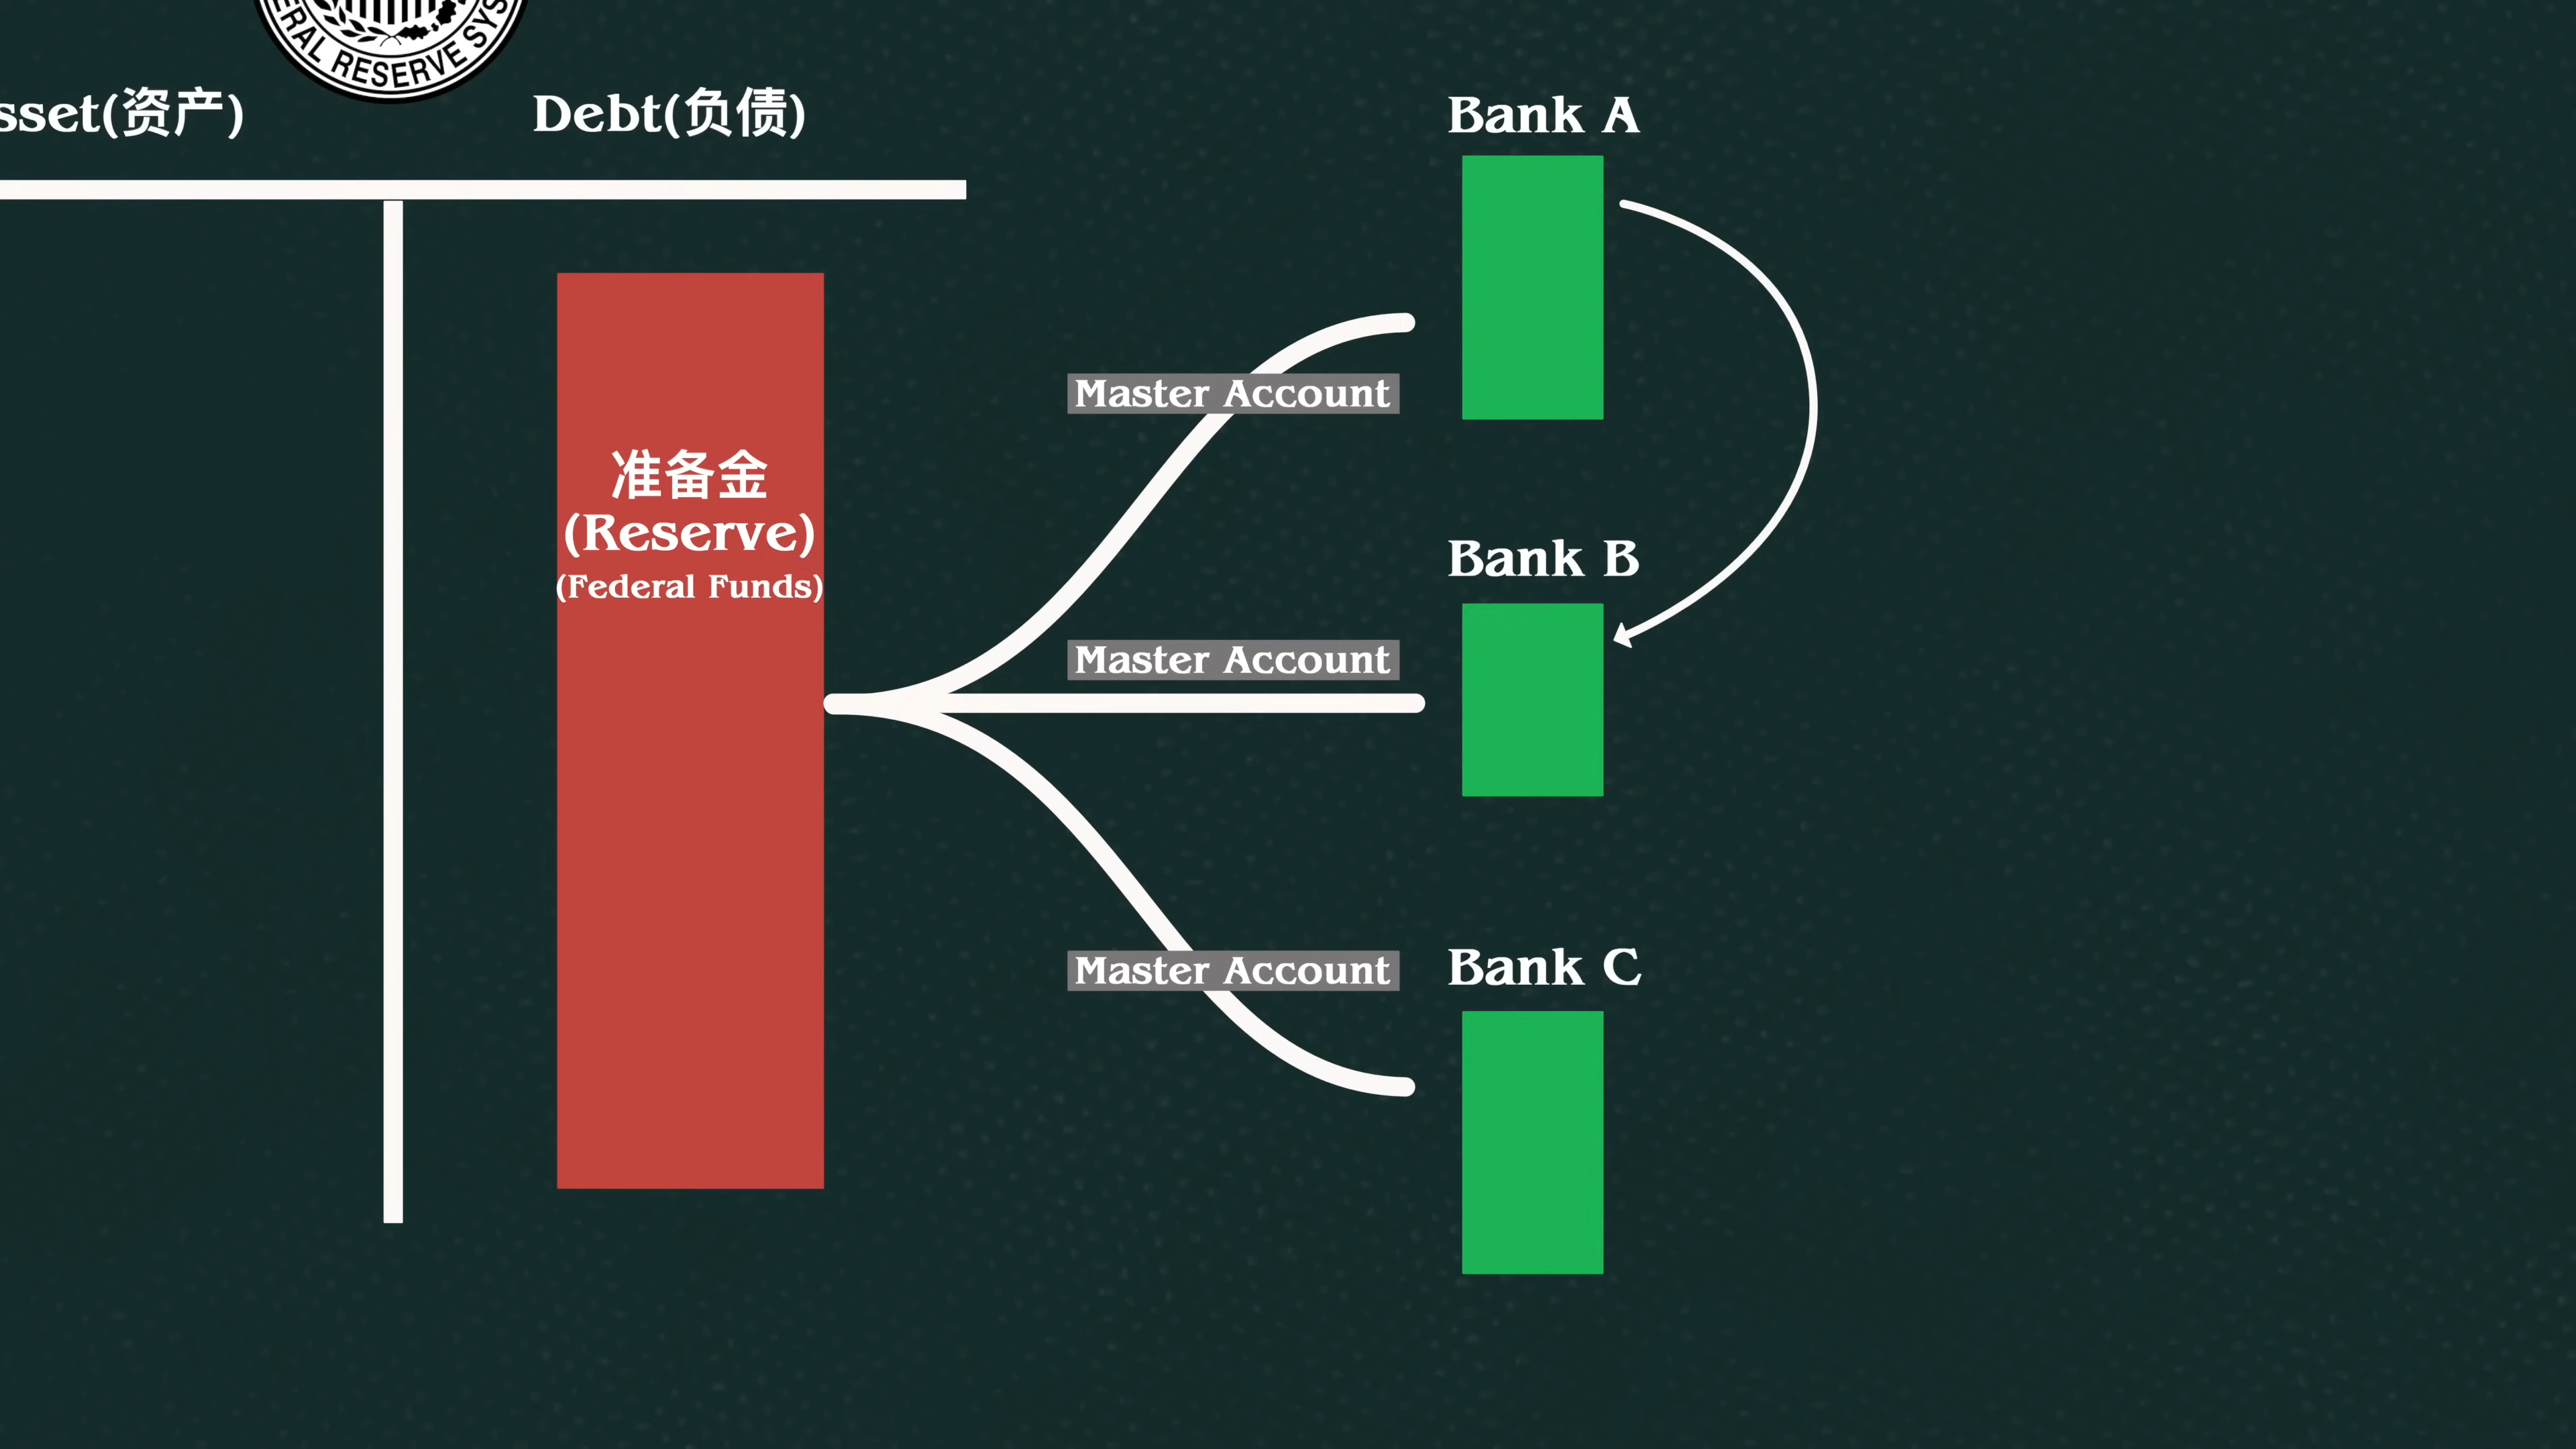 ERAL RESERVE SYS
sset(资产)
Debt(负债)
Bank A
Master Account
准备金
(Reserve)
(Federal Funds)
Bank B
Master Account
Bank C
Master Account